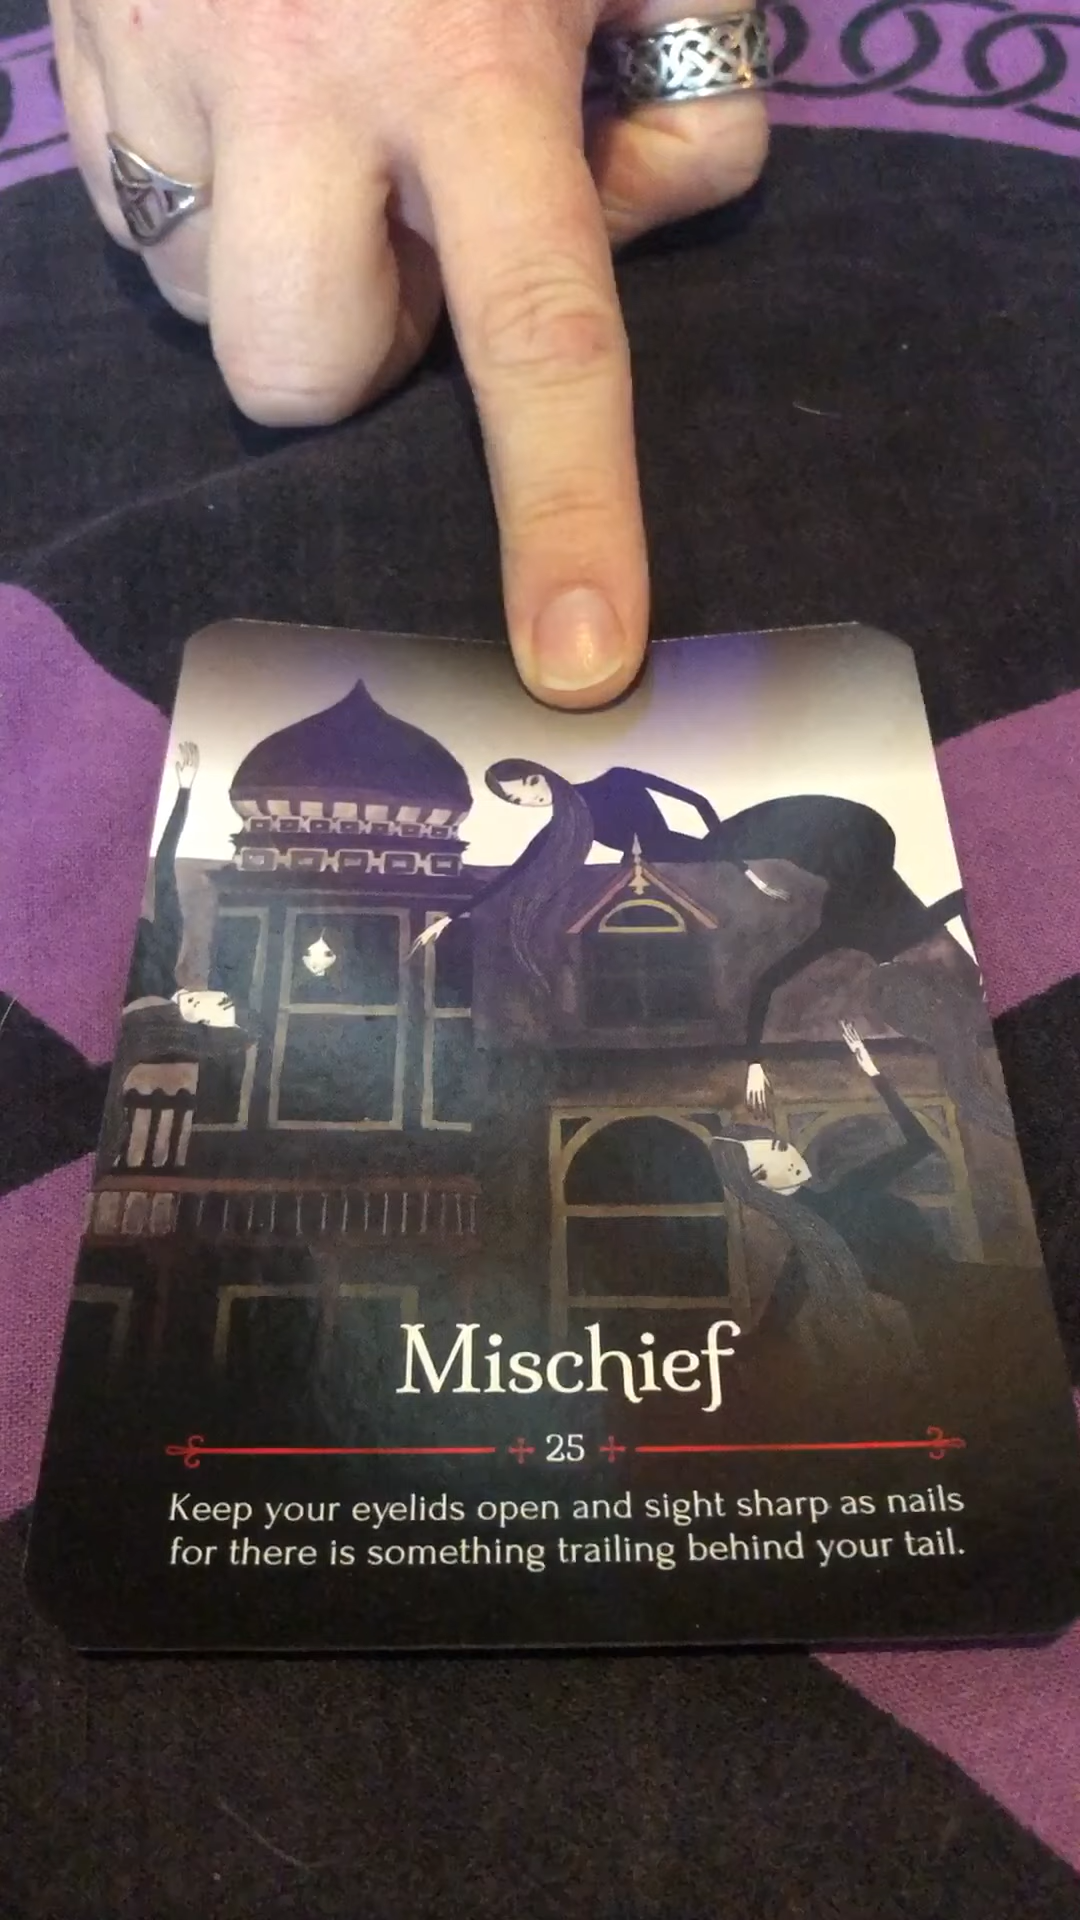 Mischief
25
Keep your eyelids open and sight sharp as nails
for there is something trailing behind your tail.